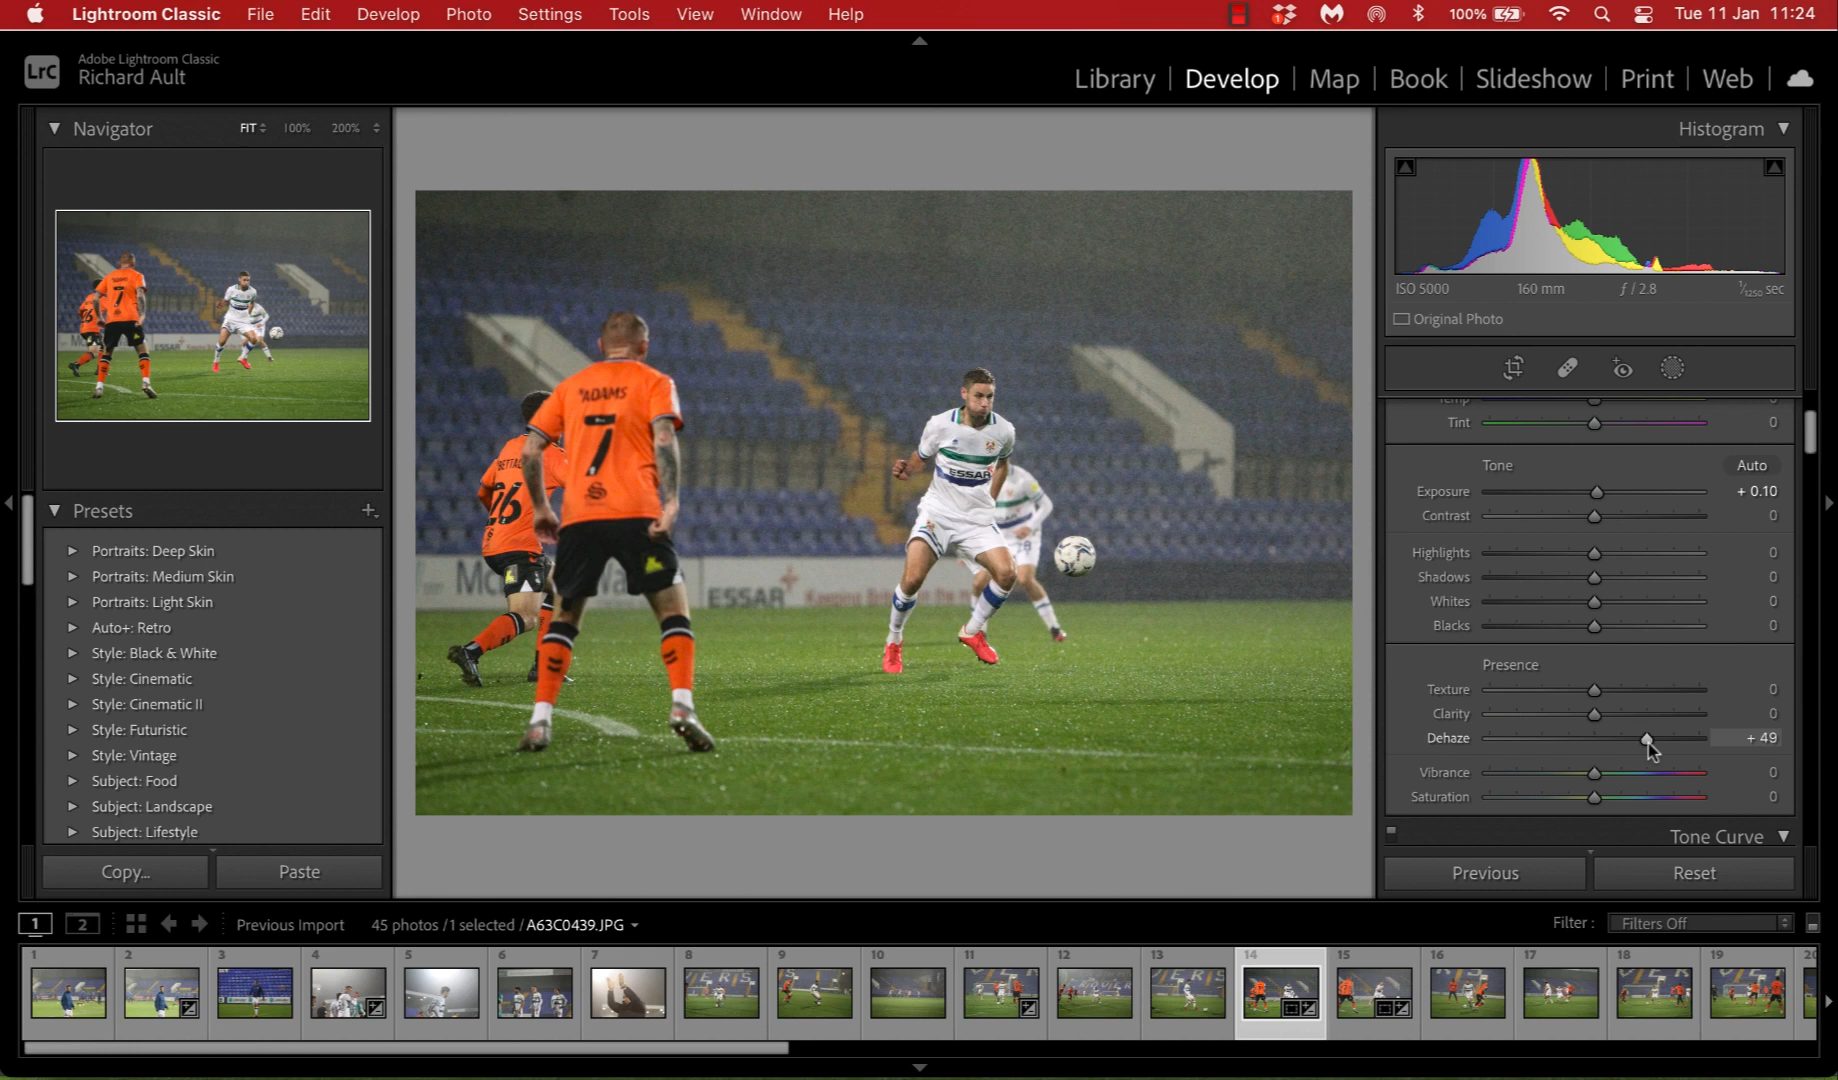 Lightroom Classic File Edit Develop Photo Settings Tools View Window Help 1 100% Tue 11 Jan 11:24
LrC Adobe Lightroom Classic
Richard Ault
Library | Develop | Map | Book | Slideshow | Print | Web |
Navigator FIT 100% 200%
Histogram
ISO 5000 160 mm ƒ / 2.8 1/1250 sec
Original Photo
Temp 0
Tint 0
Tone Auto
Exposure + 0.10
Contrast 0
Highlights 0
Shadows 0
Whites 0
Blacks 0
Presence
Texture 0
Clarity 0
Dehaze + 49
Vibrance 0
Saturation 0
Tone Curve
Previous Reset
ADAMS
7
26
ESSAR
ESSAR
Presets
Portraits: Deep Skin
Portraits: Medium Skin
Portraits: Light Skin
Auto+: Retro
Style: Black & White
Style: Cinematic
Style: Cinematic II
Style: Futuristic
Style: Vintage
Subject: Food
Subject: Landscape
Subject: Lifestyle
Copy... Paste
1 2 Previous Import 45 photos / 1 selected / A63C0439.JPG Filter : Filters Off
1 2 3 4 5 6 7 8 9 10 11 12 13 14 15 16 17 18 19 20